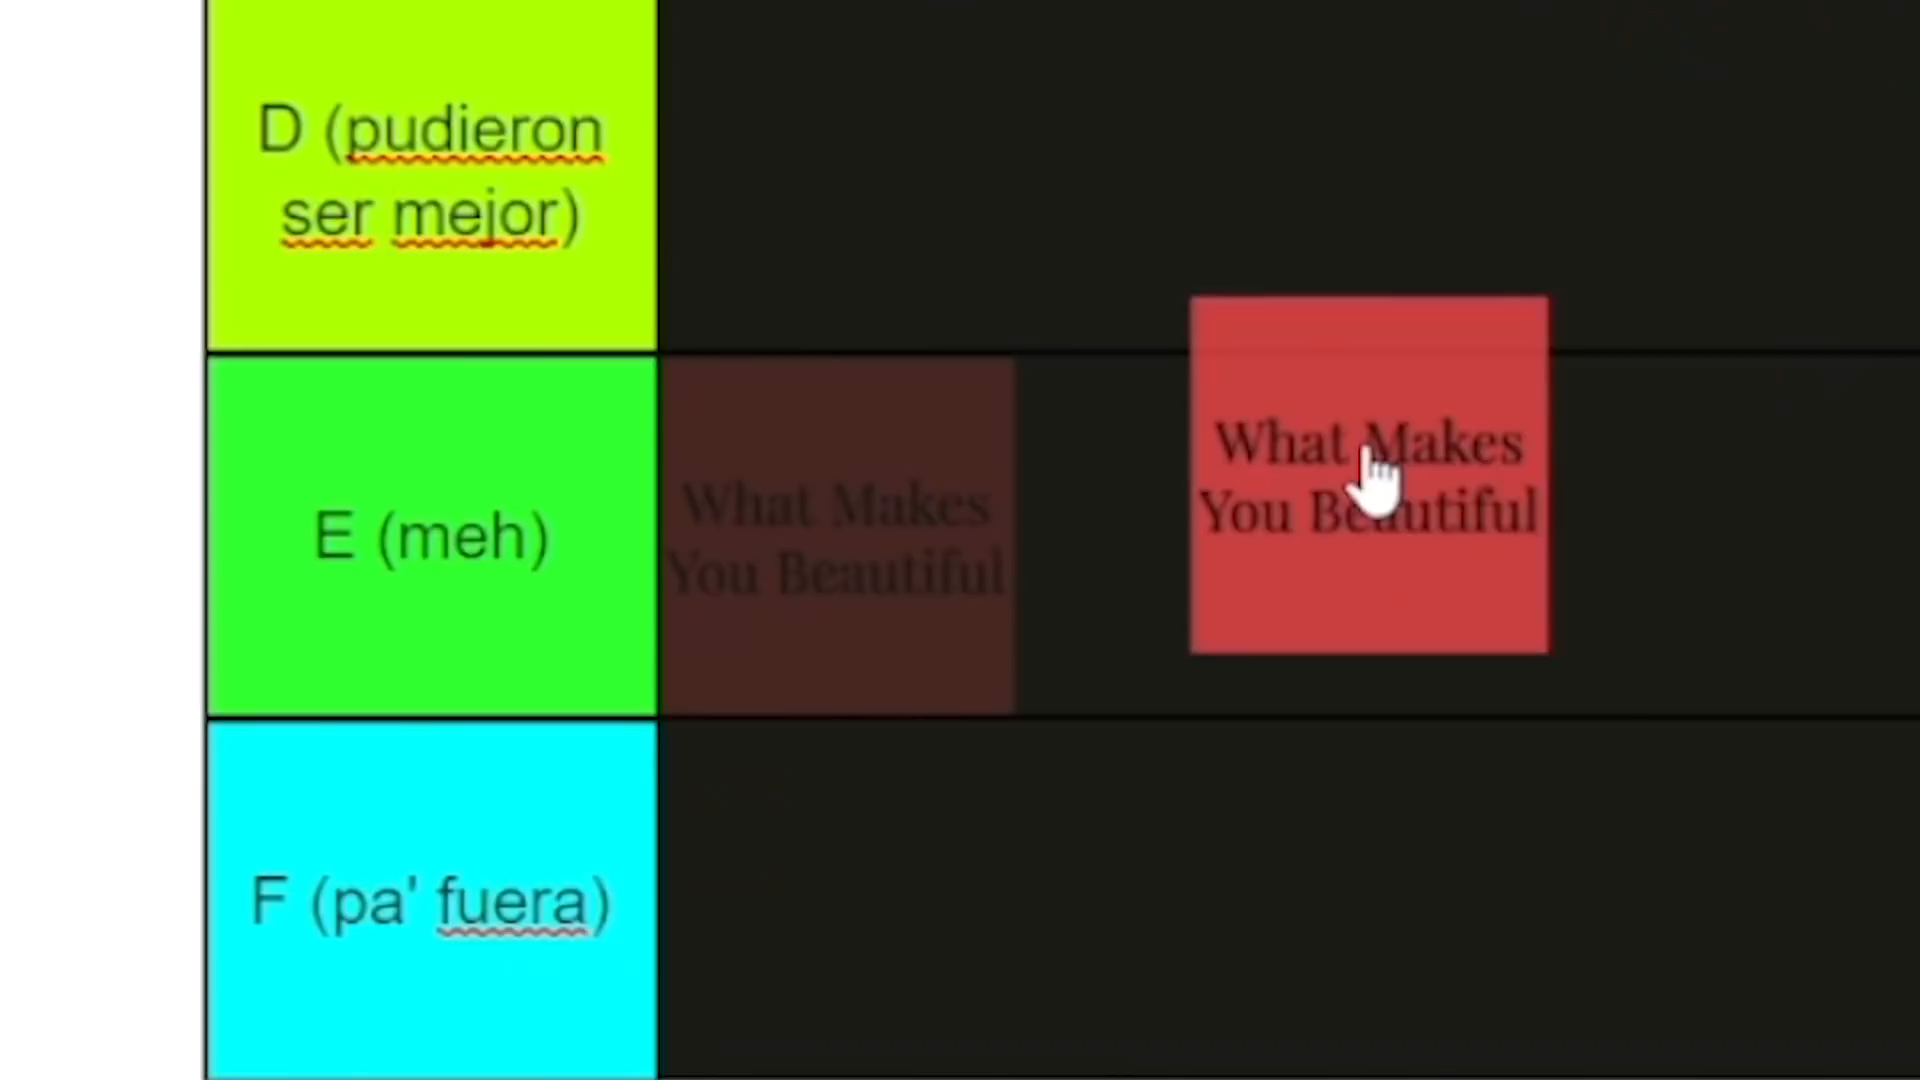 D (pudieron
ser mejor)
E (meh)
What Makes
You Beautiful
What Makes
You Beautiful
F (pa' fuera)